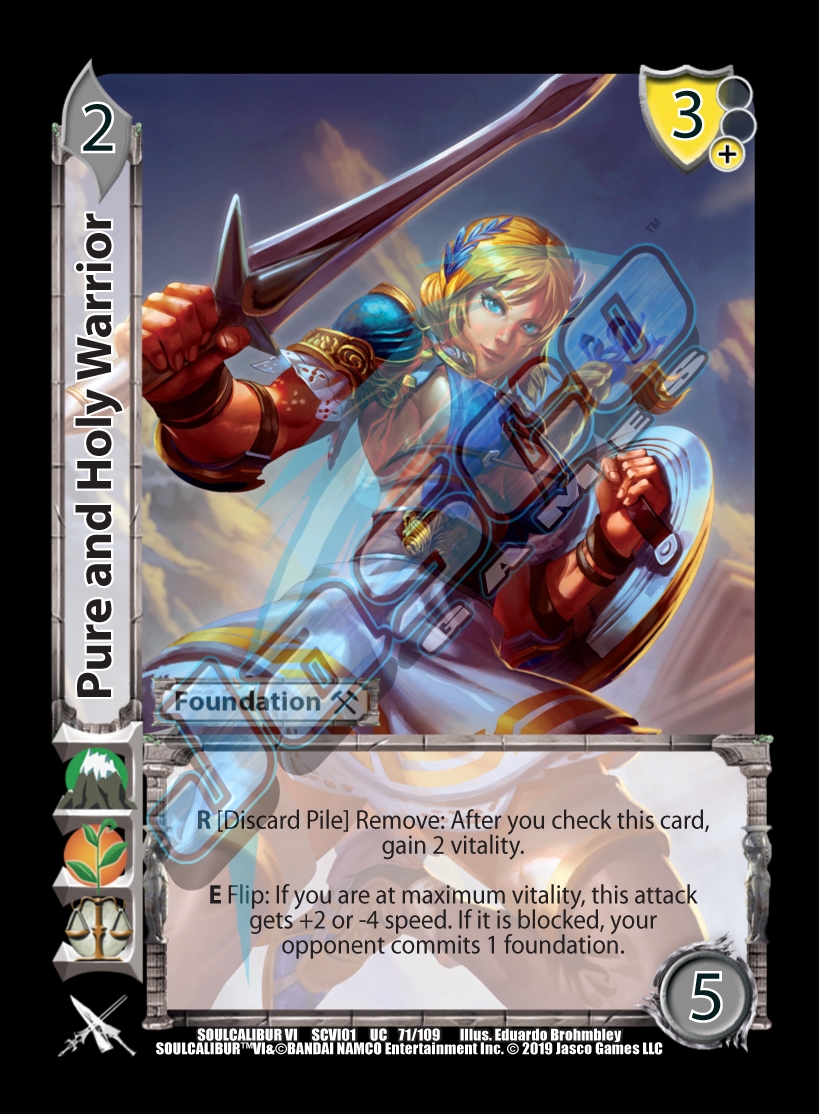 2
3
+
Pure and Holy Warrior
TM
JASCO
GAMES
Foundation
R [Discard Pile] Remove: After you check this card,
gain 2 vitality.
E Flip: If you are at maximum vitality, this attack
gets +2 or -4 speed. If it is blocked, your
opponent commits 1 foundation.
5
SOULCALIBUR VI SCVI01 UC 71/109 Illus. Eduardo Brohmbley
SOULCALIBUR™VI&©BANDAI NAMCO Entertainment Inc. © 2019 Jasco Games LLC